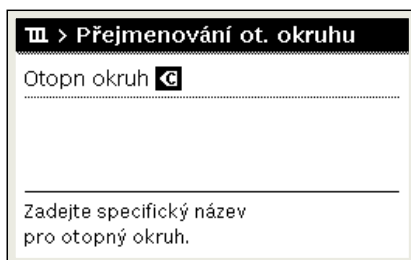 > Přejmenování ot. okruhu
Otopn okruh C
Zadejte specifický název
pro otopný okruh.